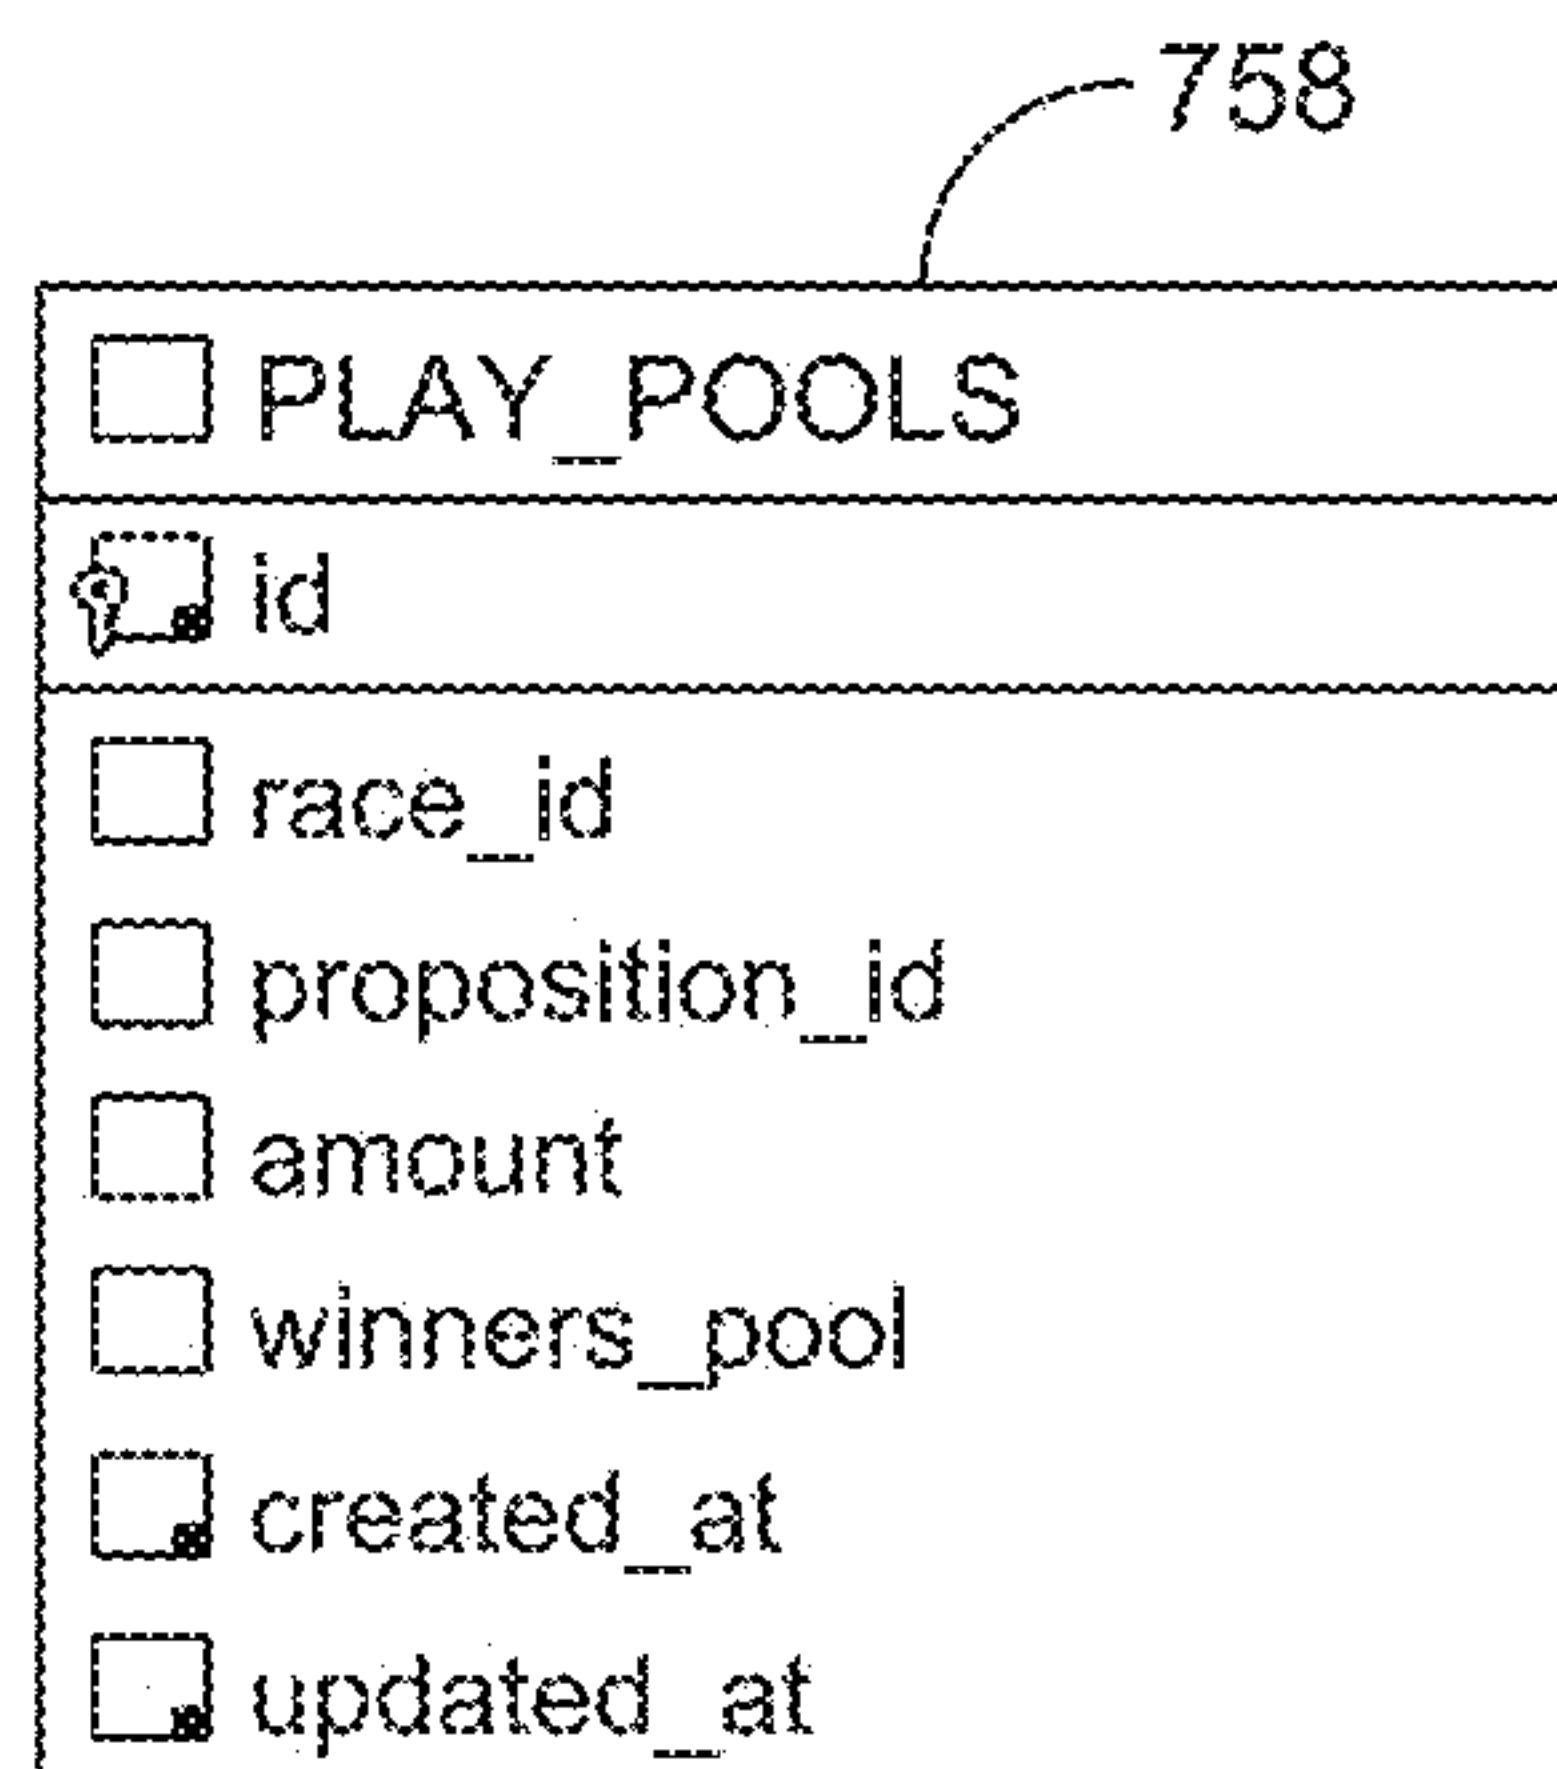 758
PLAY_POOLS
id
race_id
proposition_id
amount
winners_pool
created_at
updated_at